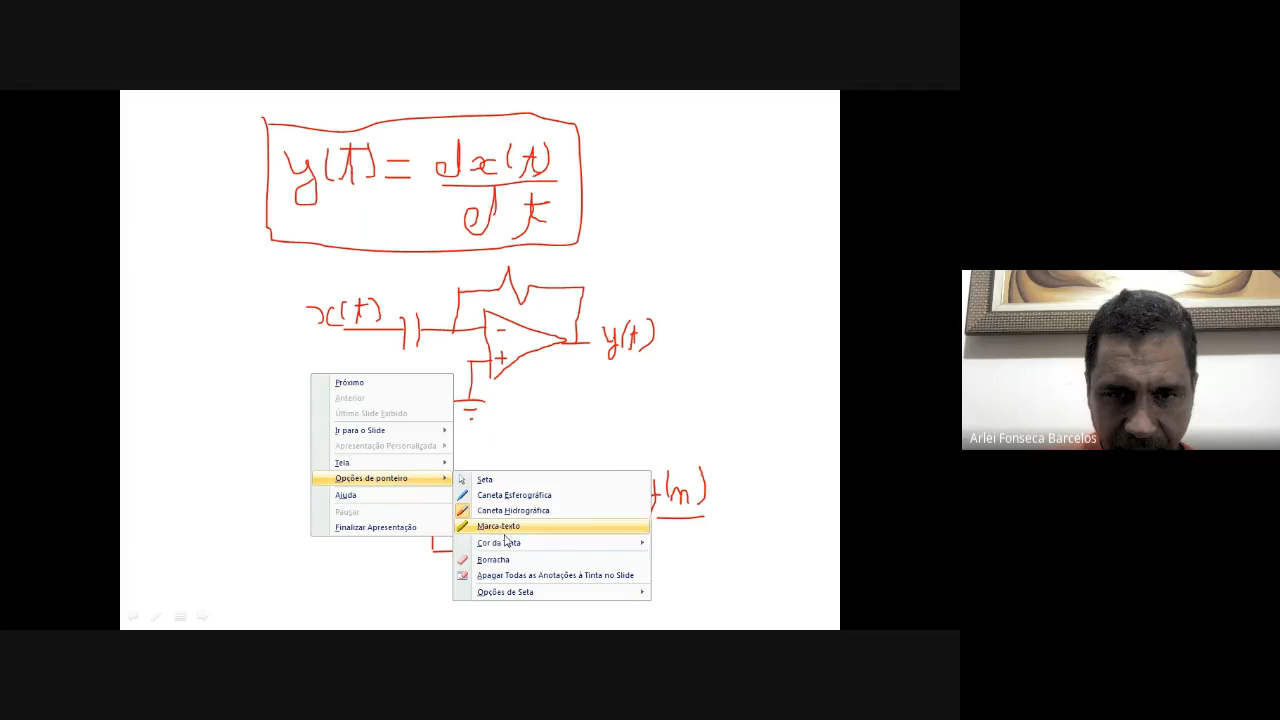 y(t) = dx(t)
dt
x(t)
-
+
y(t)
Próximo
Anterior
Último Slide Exibido
Ir para o Slide
Apresentação Personalizada
Tela
Opções de ponteiro
Ajuda
Pausar
Finalizar Apresentação
Seta
Caneta Esferográfica
Caneta Hidrográfica
Marca-texto
Cor da Tinta
Borracha
Apagar Todas as Anotações à Tinta no Slide
Opções de Seta
(n)
Arlei Fonseca Barcelos